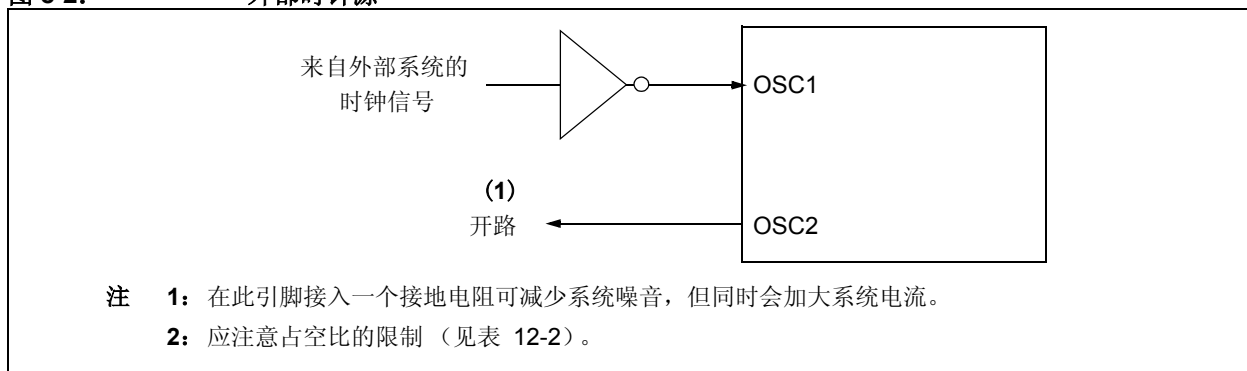 来自外部系统的
时钟信号
OSC1
（1）
开路
OSC2
注 1：在此引脚接入一个接地电阻可减少系统噪音，但同时会加大系统电流。
2：应注意占空比的限制 （见表 12-2）。